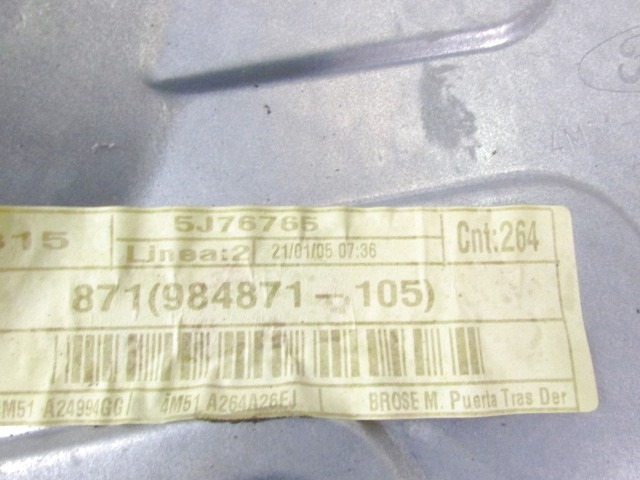 315
5J76765
Linea:2 21/01/05 07:36
Cnt:264
871(984871-105)
4M51 A24994GG/ 4M51 A264A26EJ BROSE M. Puerta Tras Der
4M